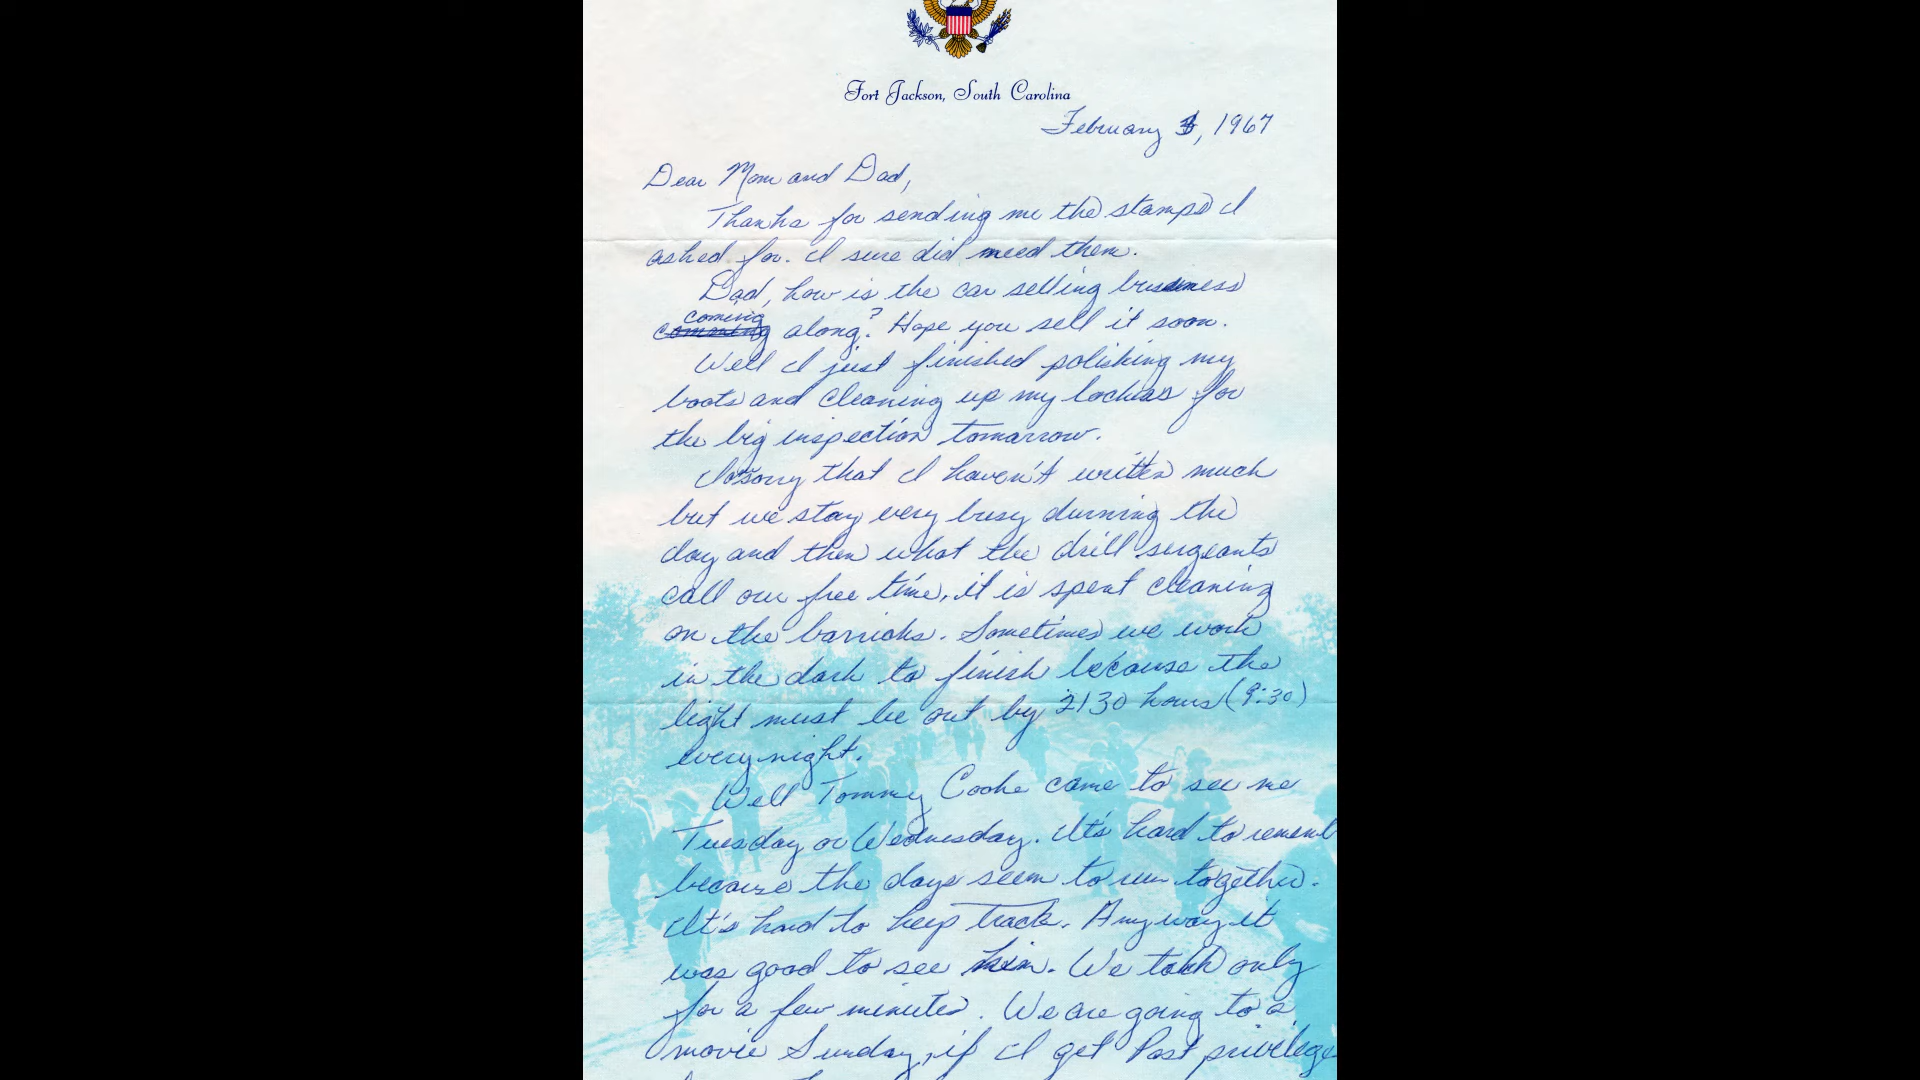 Fort Jackson, South Carolina
February 3, 1967
Dear Mom and Dad,
Thanks for sending me the stamps I
asked for. I sure did need them.
Dad, how is the car selling business
coming
along? Hope you sell it soon.
Well I just finished polishing my
boots and cleaning up my lockers for
the big inspection tomarrow.
sorry that I haven't written much
but we stay very busy durning the
day and then what the drill sergeants
call our free time, it is spent cleaning
on the barricks. Sometimes we work
in the dark to finish because the
light must be out by 2130 hours (9:30)
every night.
Well Tommy Cooke came to see me
Tuesday or Wednesday. It's hard to rememb
because the days seem to run together.
It's hard to keep track. Anyway it
was good to see him. We talk only
for a few minutes. We are going to a
movie Sunday, if I get Post privilege